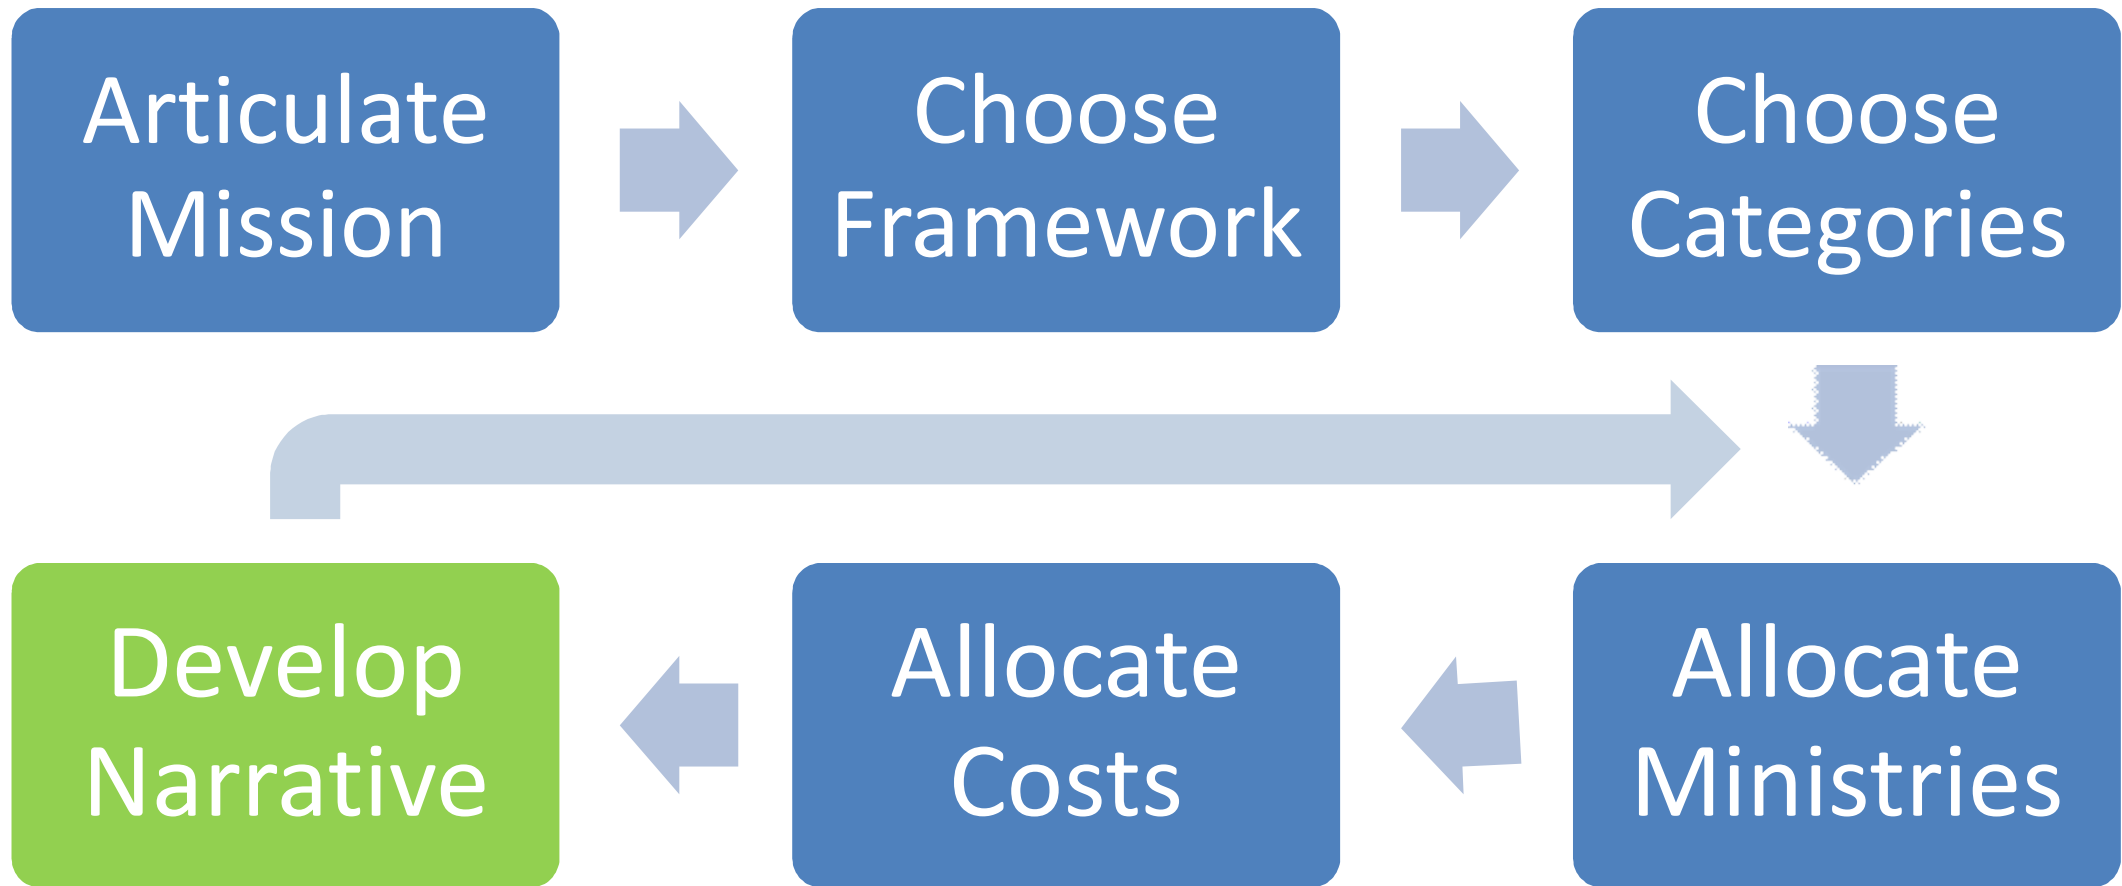 Articulate
Mission
Choose
Framework
Choose
Categories
Develop
Narrative
Allocate
Costs
Allocate
Ministries